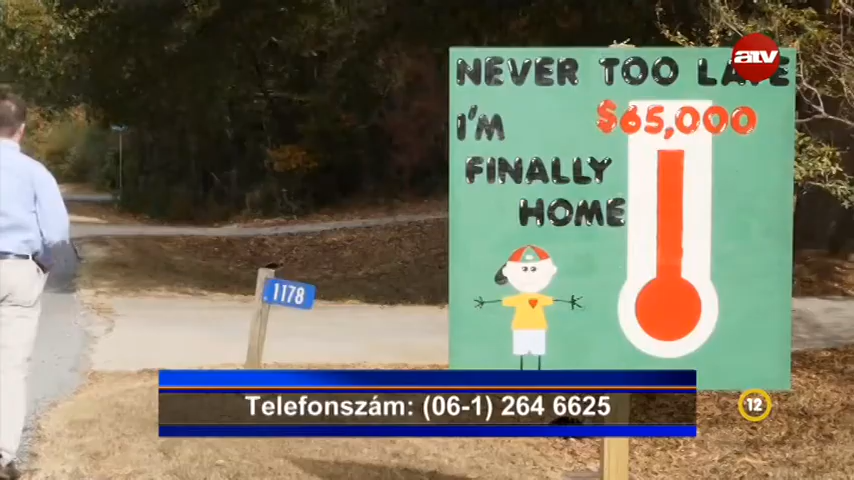 atv
NEVER TOO LATE
I'M $65,000
FINALLY
HOME
1178
Telefonszám: (06-1) 264 6625
12